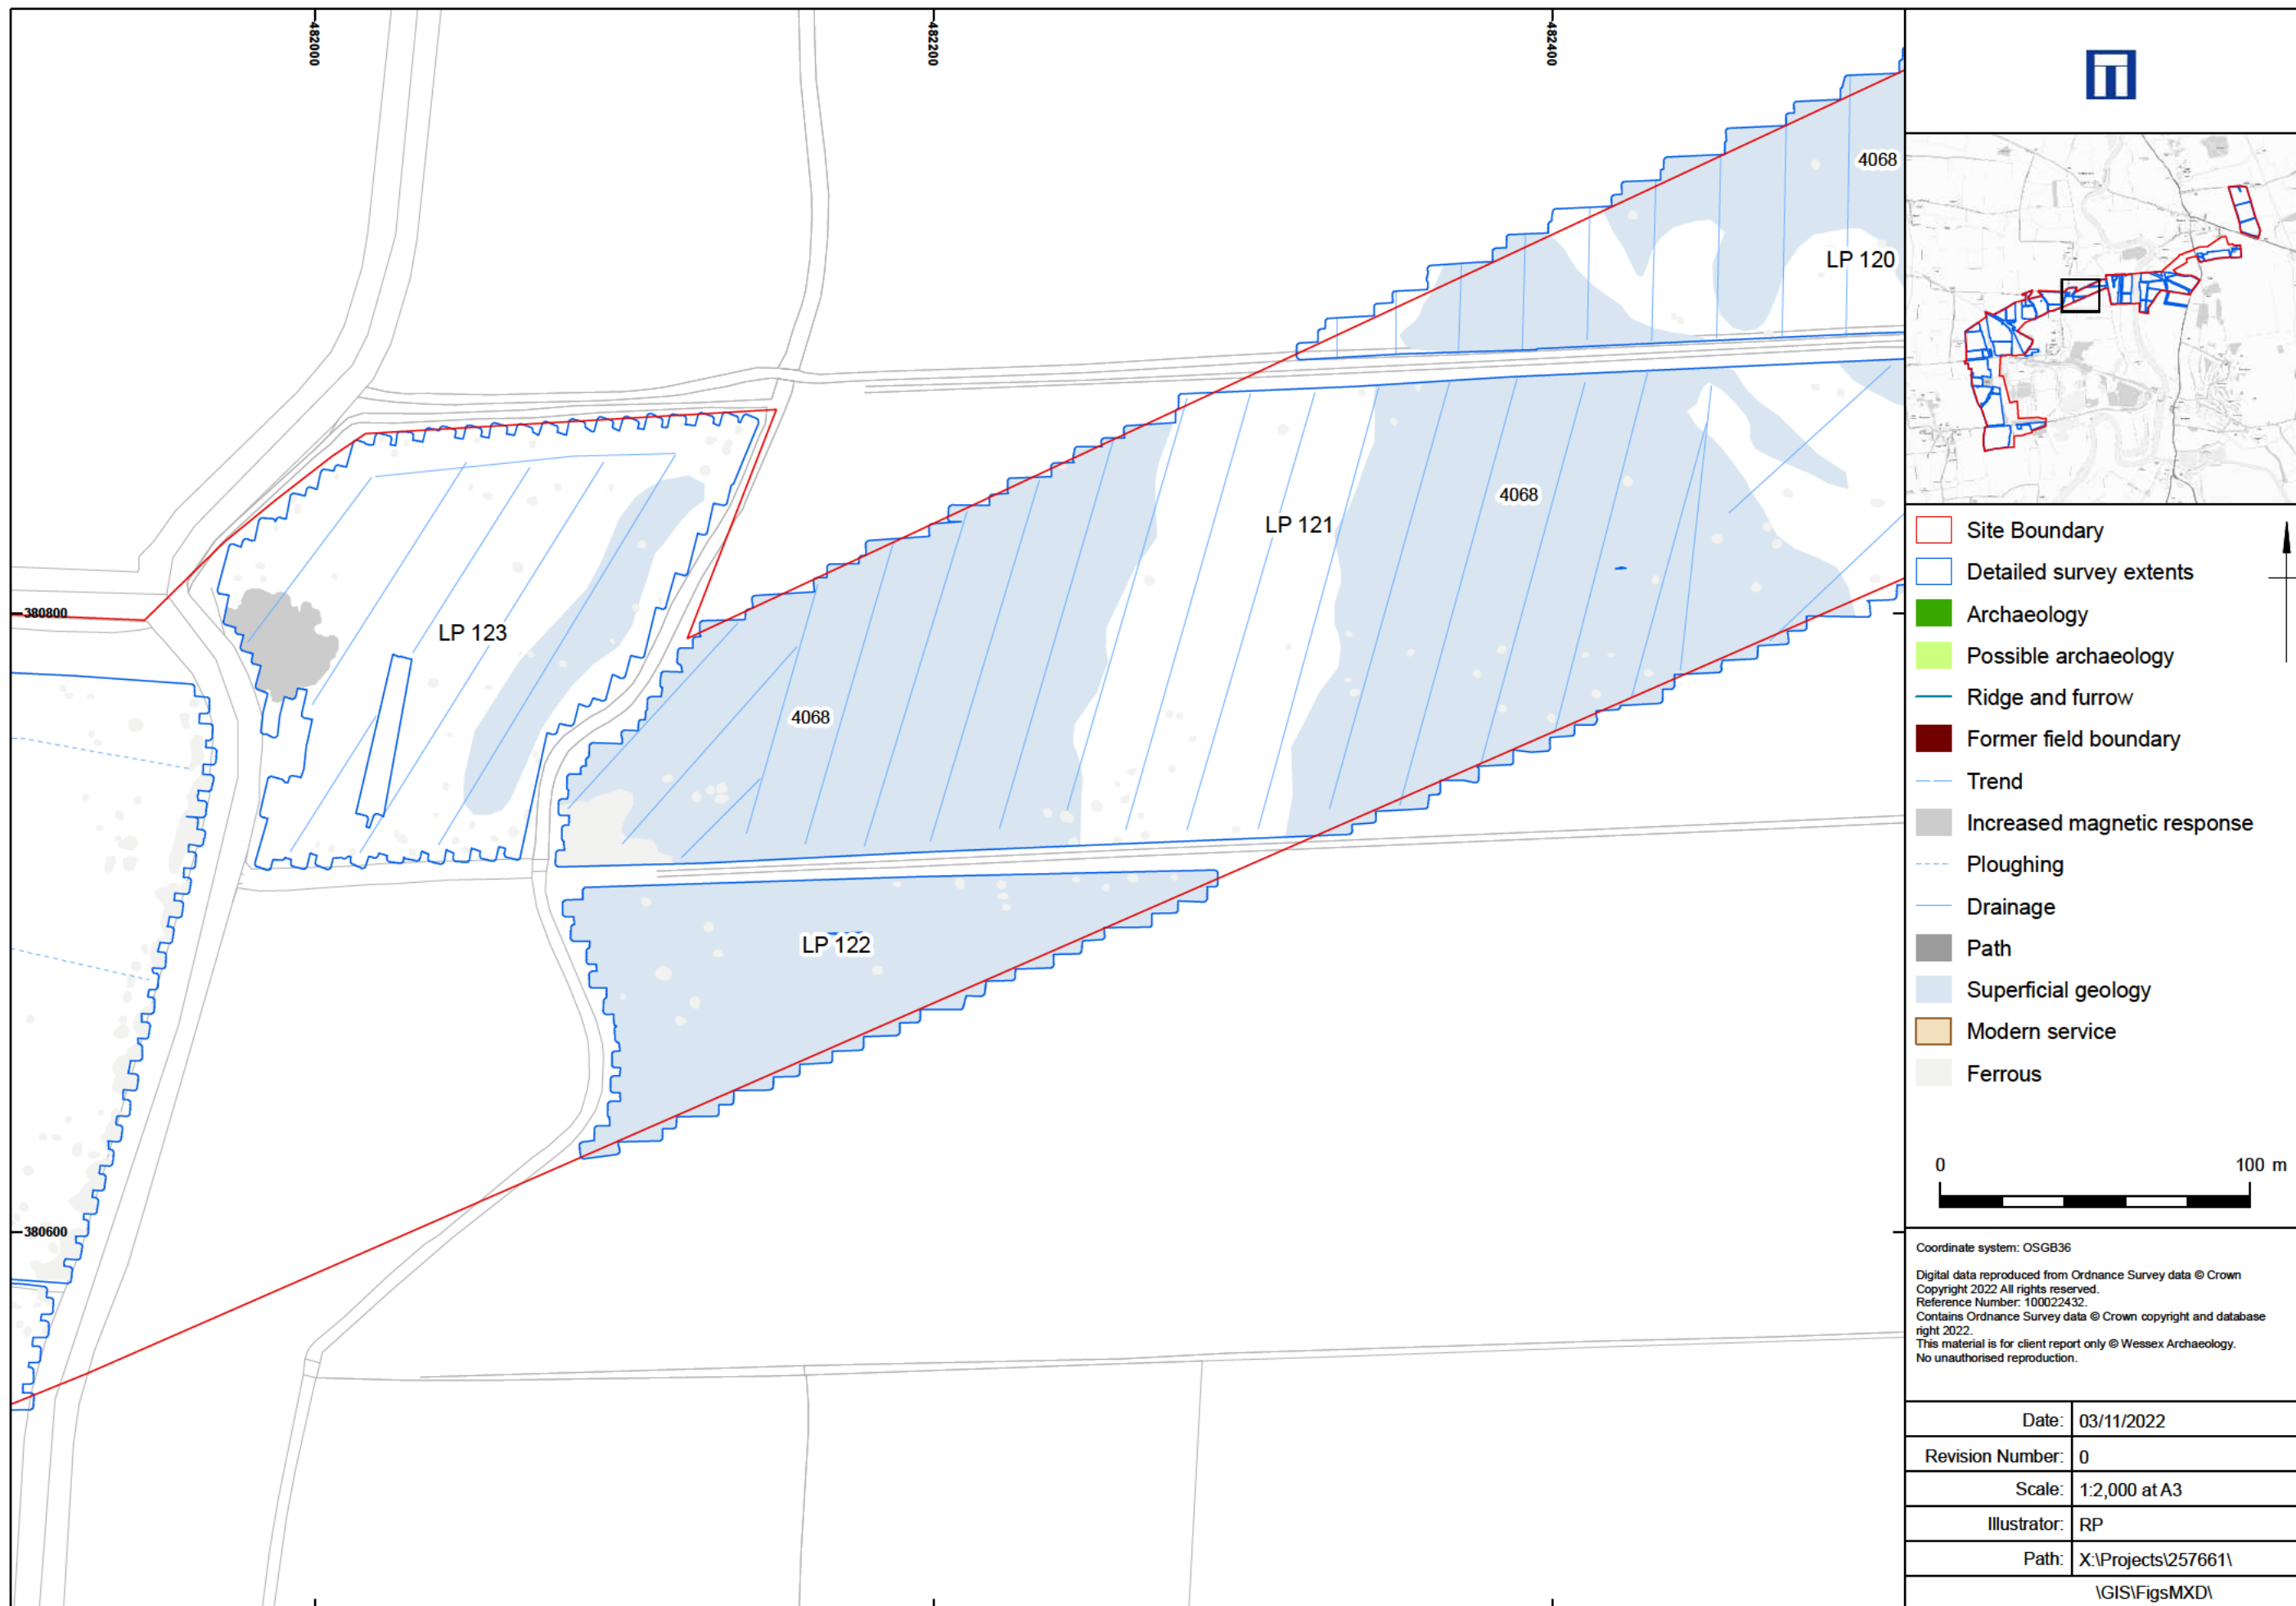 482000
482200
482400
4068
LP 120
4068
LP 121
380800
LP 123
4068
LP 122
380600
Site Boundary
Detailed survey extents
Archaeology
Possible archaeology
Ridge and furrow
Former field boundary
Trend
Increased magnetic response
Ploughing
Drainage
Path
Superficial geology
Modern service
Ferrous
0 100 m
Coordinate system: OSGB36
Digital data reproduced from Ordnance Survey data © Crown
Copyright 2022 All rights reserved.
Reference Number: 100022432.
Contains Ordnance Survey data © Crown copyright and database
right 2022.
This material is for client report only © Wessex Archaeology.
No unauthorised reproduction.
Date: 03/11/2022
Revision Number: 0
Scale: 1:2,000 at A3
Illustrator: RP
Path: X:\Projects\257661\
\GIS\FigsMXD\